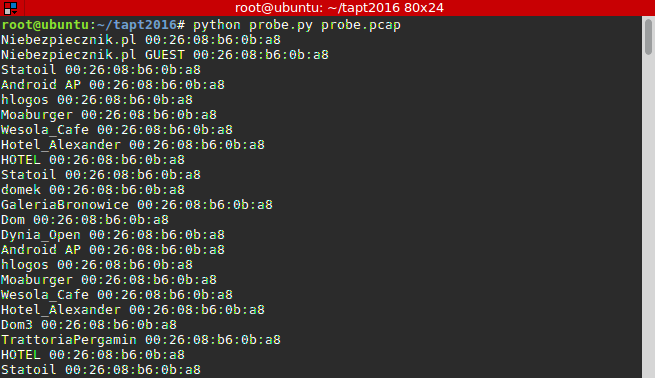 root@ubuntu: ~/tapt2016 80x24
root@ubuntu:~/tapt2016# python probe.py probe.pcap
Niebezpiecznik.pl 00:26:08:b6:0b:a8
Niebezpiecznik.pl GUEST 00:26:08:b6:0b:a8
Statoil 00:26:08:b6:0b:a8
Android AP 00:26:08:b6:0b:a8
hlogos 00:26:08:b6:0b:a8
Moaburger 00:26:08:b6:0b:a8
Wesola_Cafe 00:26:08:b6:0b:a8
Hotel_Alexander 00:26:08:b6:0b:a8
HOTEL 00:26:08:b6:0b:a8
Statoil 00:26:08:b6:0b:a8
domek 00:26:08:b6:0b:a8
GaleriaBronowice 00:26:08:b6:0b:a8
Dom 00:26:08:b6:0b:a8
Dynia_Open 00:26:08:b6:0b:a8
Android AP 00:26:08:b6:0b:a8
hlogos 00:26:08:b6:0b:a8
Moaburger 00:26:08:b6:0b:a8
Wesola_Cafe 00:26:08:b6:0b:a8
Hotel_Alexander 00:26:08:b6:0b:a8
Dom3 00:26:08:b6:0b:a8
TrattoriaPergamin 00:26:08:b6:0b:a8
HOTEL 00:26:08:b6:0b:a8
Statoil 00:26:08:b6:0b:a8